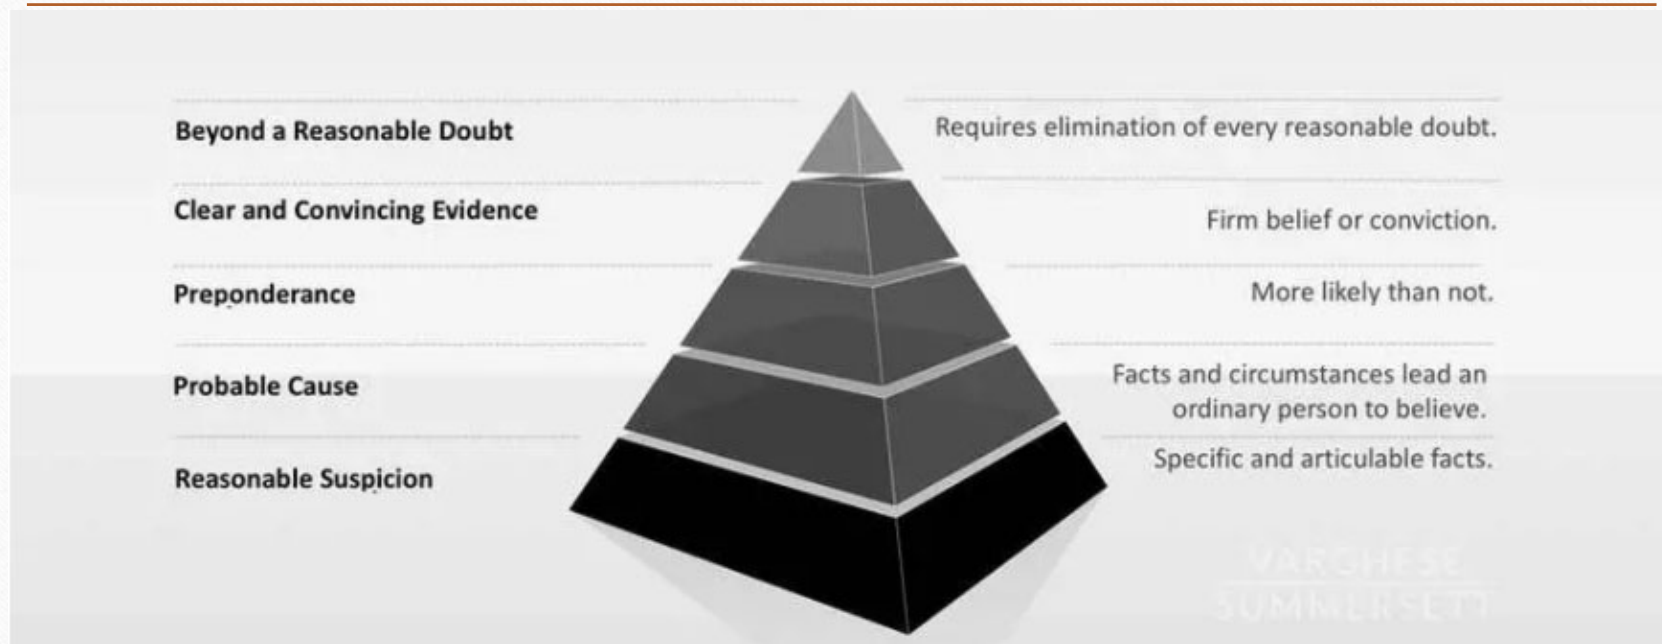 Beyond a Reasonable Doubt
Requires elimination of every reasonable doubt.
Clear and Convincing Evidence
Firm belief or conviction.
Preponderance
More likely than not.
Probable Cause
Facts and circumstances lead an
ordinary person to believe.
Reasonable Suspicion
Specific and articulable facts.
VARGHESE
SUMMERSETT